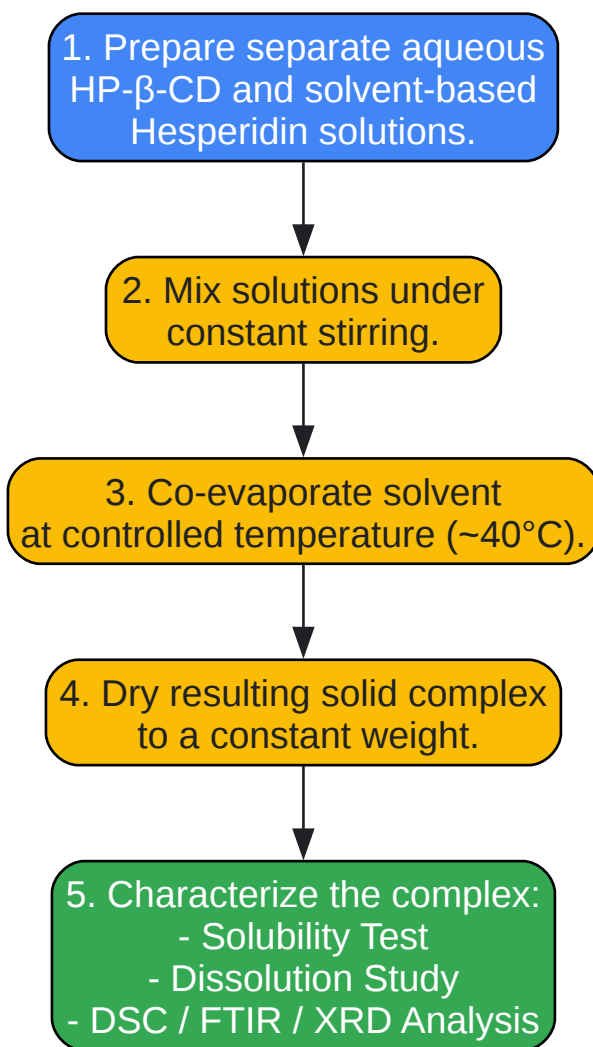 1. Prepare separate aqueous
HP-β-CD and solvent-based
Hesperidin solutions.
2. Mix solutions under
constant stirring.
3. Co-evaporate solvent
at controlled temperature (~40°C).
4. Dry resulting solid complex
to a constant weight.
5. Characterize the complex:
- Solubility Test
- Dissolution Study
- DSC / FTIR / XRD Analysis